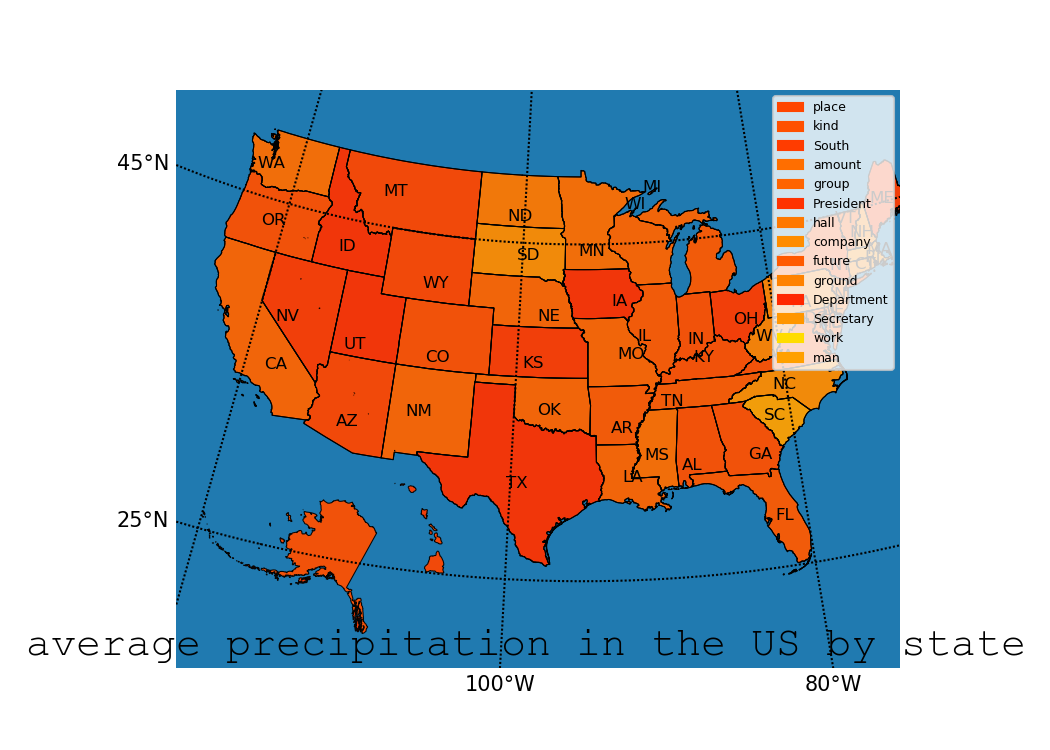 45°N
25°N
100°W
80°W
WA
OR
CA
ID
NV
MT
WY
UT
AZ
CO
NM
ND
SD
NE
KS
OK
TX
MN
IA
MO
AR
LA
WI
MI
IL
IN
KY
TN
MS
AL
OH
W
NC
SC
GA
FL
ME
NH
MA
CT
place
kind
South
amount
group
President
hall
company
future
ground
Department
Secretary
work
man
average precipitation in the US by state